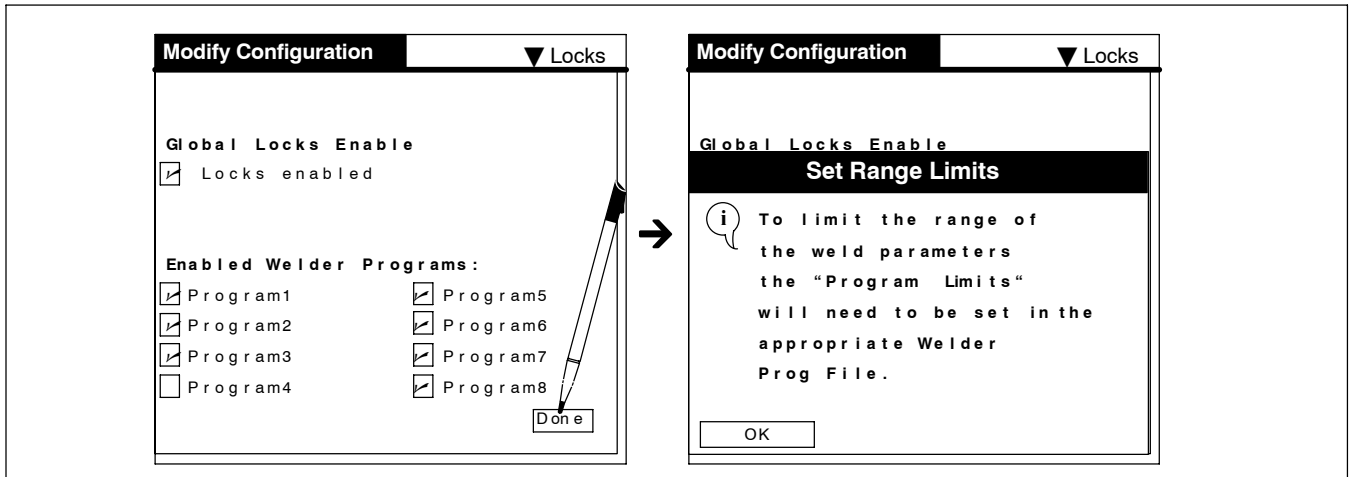 Modify Configuration ▼ Locks
Global Locks Enable
Locks enabled
Enabled Welder Programs:
Program1 Program5
Program2 Program6
Program3 Program7
Program4 Program8
Done
Modify Configuration ▼ Locks
Global Locks Enable
Set Range Limits
i
To limit the range of
the weld parameters
the “Program Limits“
will need to be set in the
appropriate Welder
Prog File.
OK